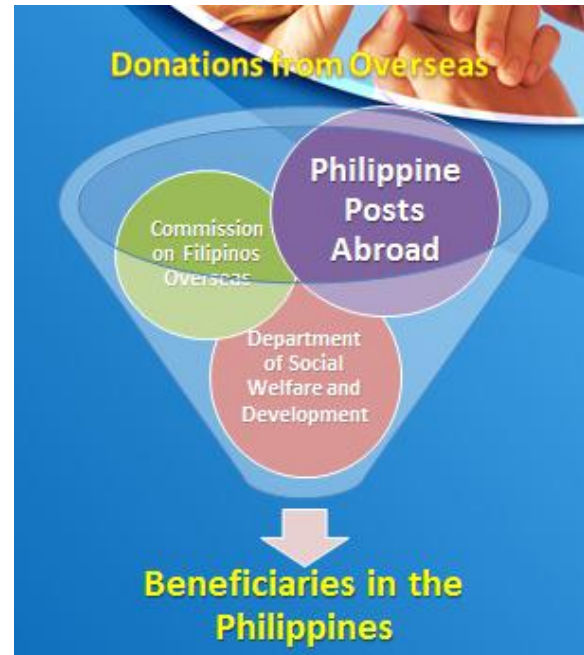 Donations from Overseas
Philippine
Posts
Abroad
Commission
on Filipinos
Overseas
Department
of Social
Welfare and
Development
Beneficiaries in the
Philippines